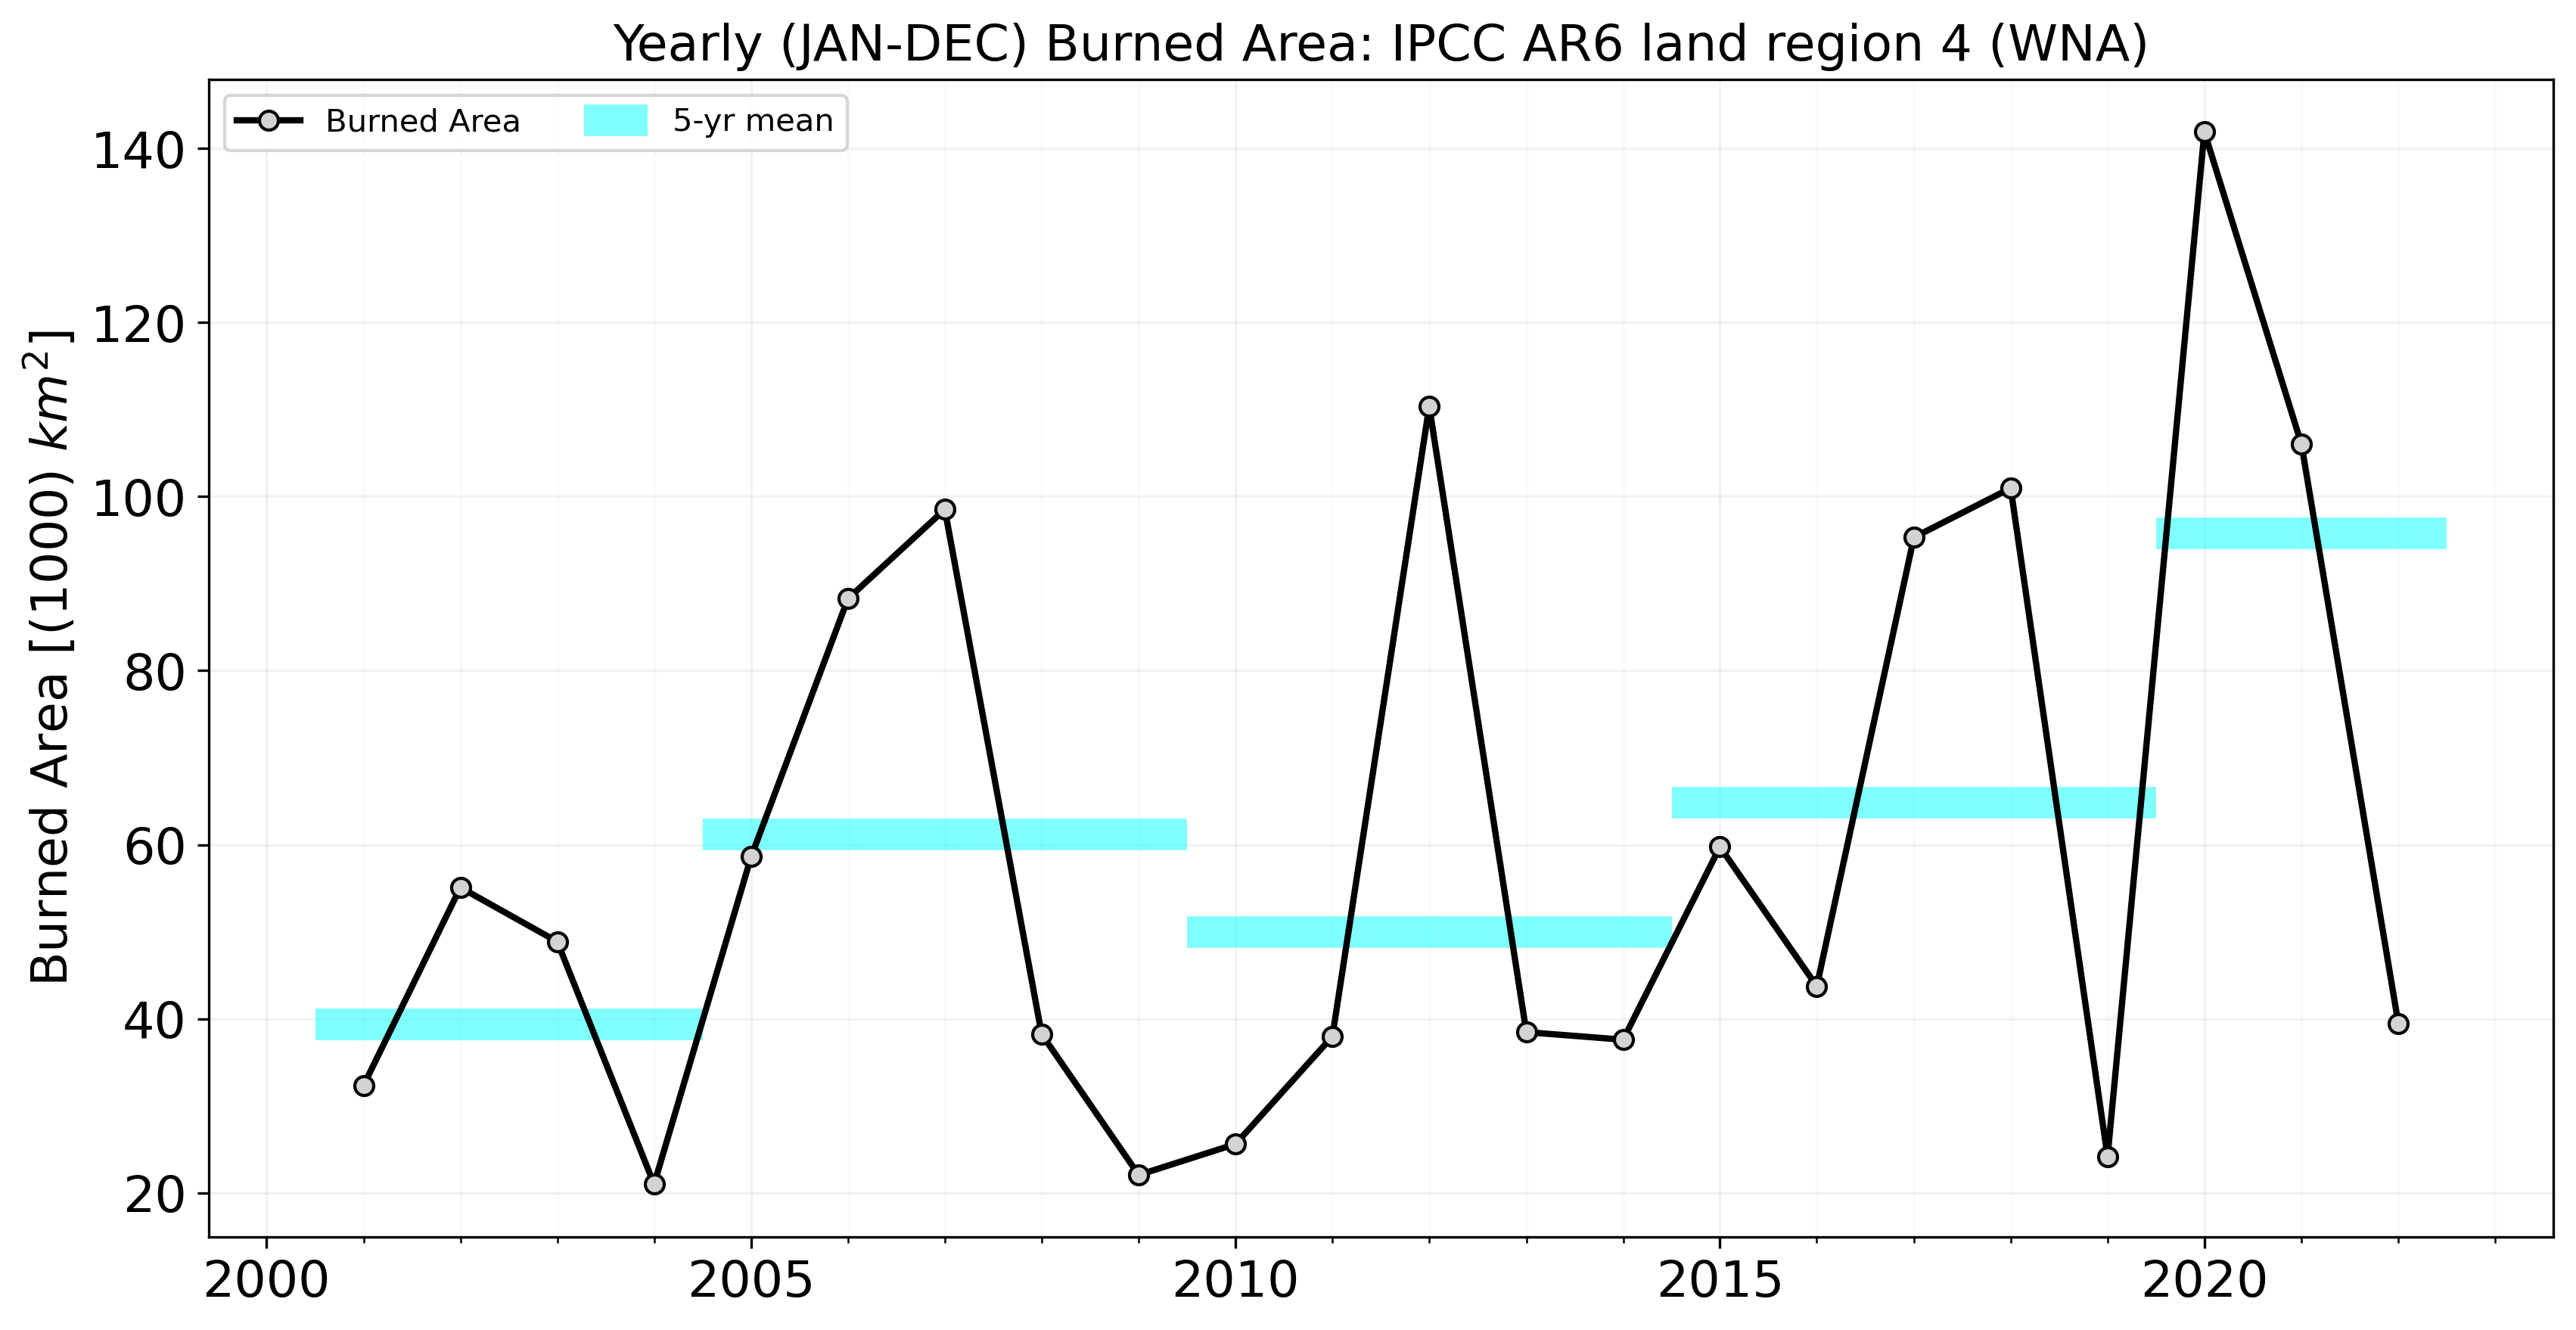 Yearly (JAN-DEC) Burned Area: IPCC AR6 land region 4 (WNA)
Burned Area 5-yr mean
Burned Area [(1000) km²]
140
120
100
80
60
40
20
2000 2005 2010 2015 2020